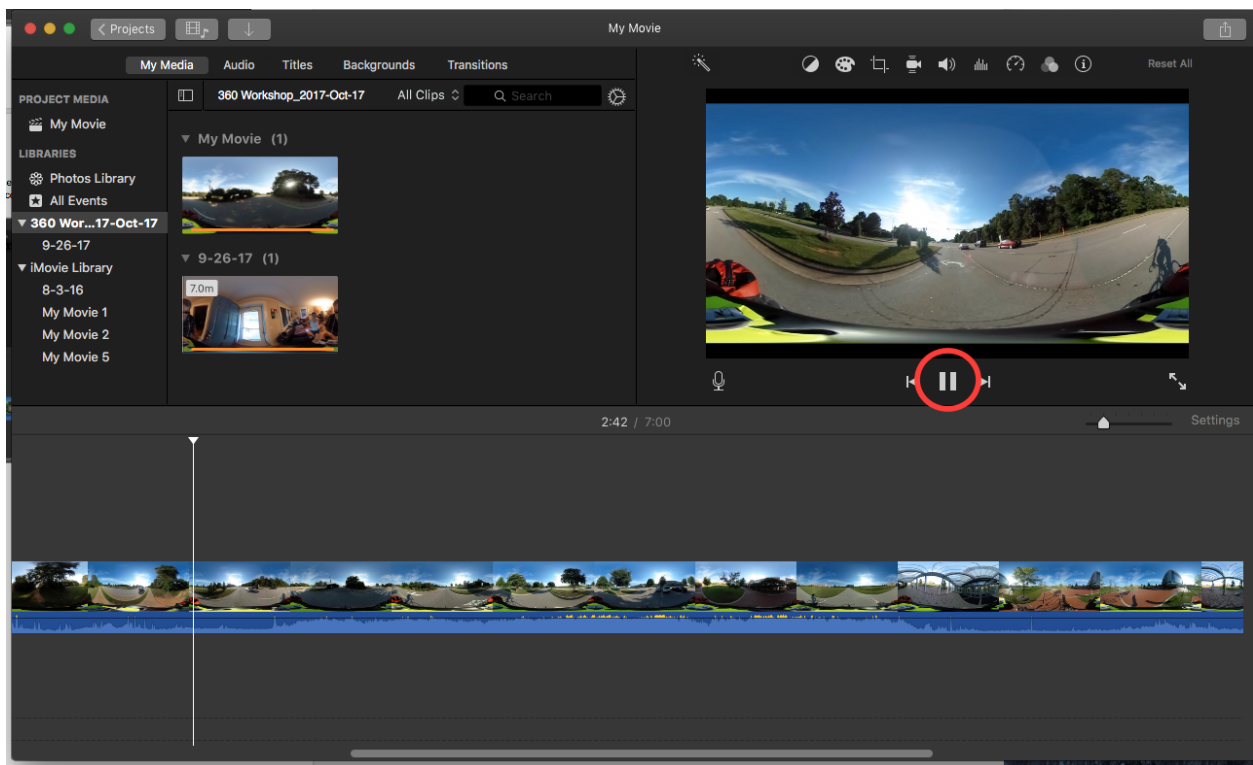 Projects
My Movie
My Media Audio Titles Backgrounds Transitions
Reset All
PROJECT MEDIA
My Movie
LIBRARIES
Photos Library
All Events
360 Wor...17-Oct-17
9-26-17
iMovie Library
8-3-16
My Movie 1
My Movie 2
My Movie 5
360 Workshop_2017-Oct-17 All Clips Search
My Movie (1)
9-26-17 (1)
7.0m
2:42 / 7:00
Settings